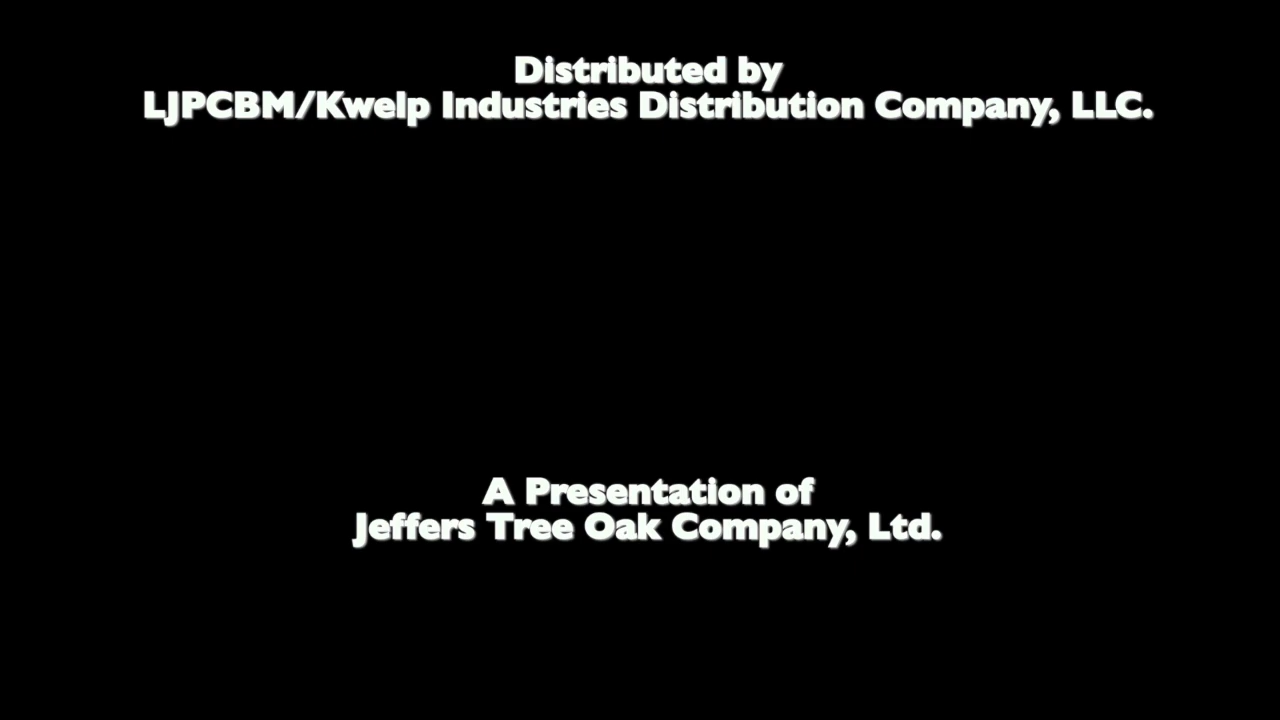 Distributed by
LJPCBM/Kwelp Industries Distribution Company, LLC.
A Presentation of
Jeffers Tree Oak Company, Ltd.